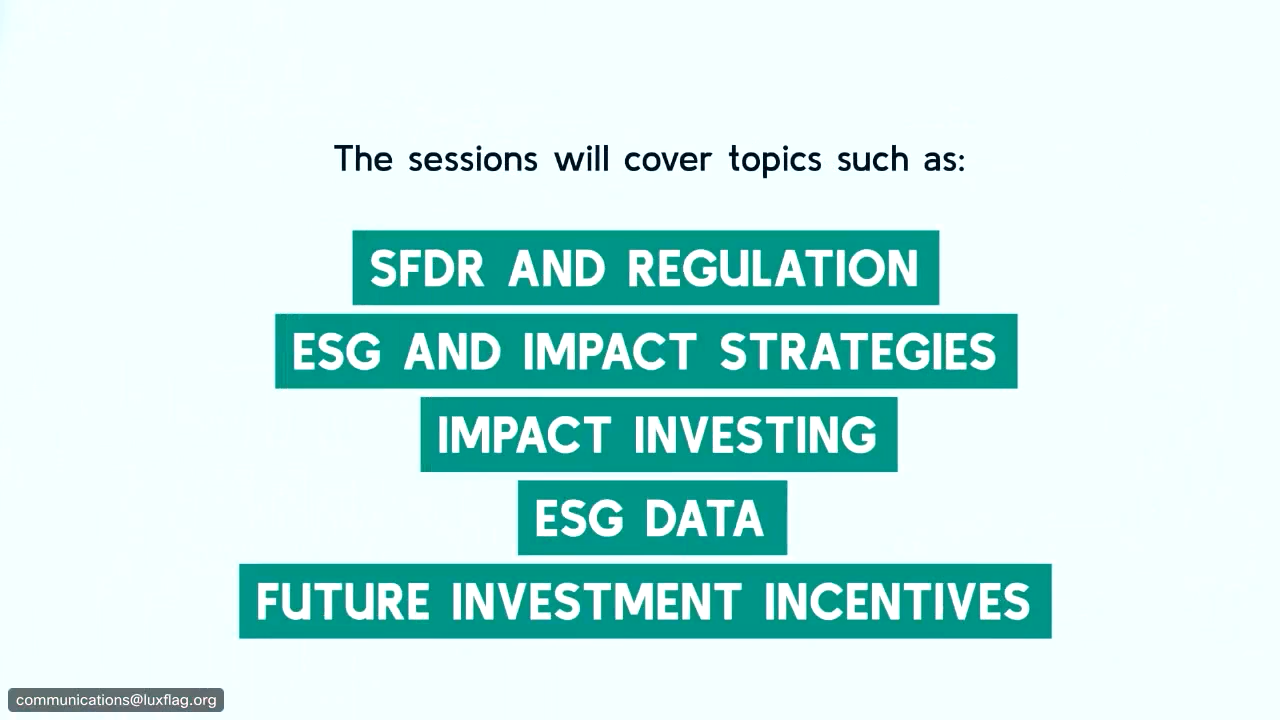 The sessions will cover topics such as:
SFDR AND REGULATION
ESG AND IMPACT STRATEGIES
IMPACT INVESTING
ESG DATA
FUTURE INVESTMENT INCENTIVES
communications@luxflag.org